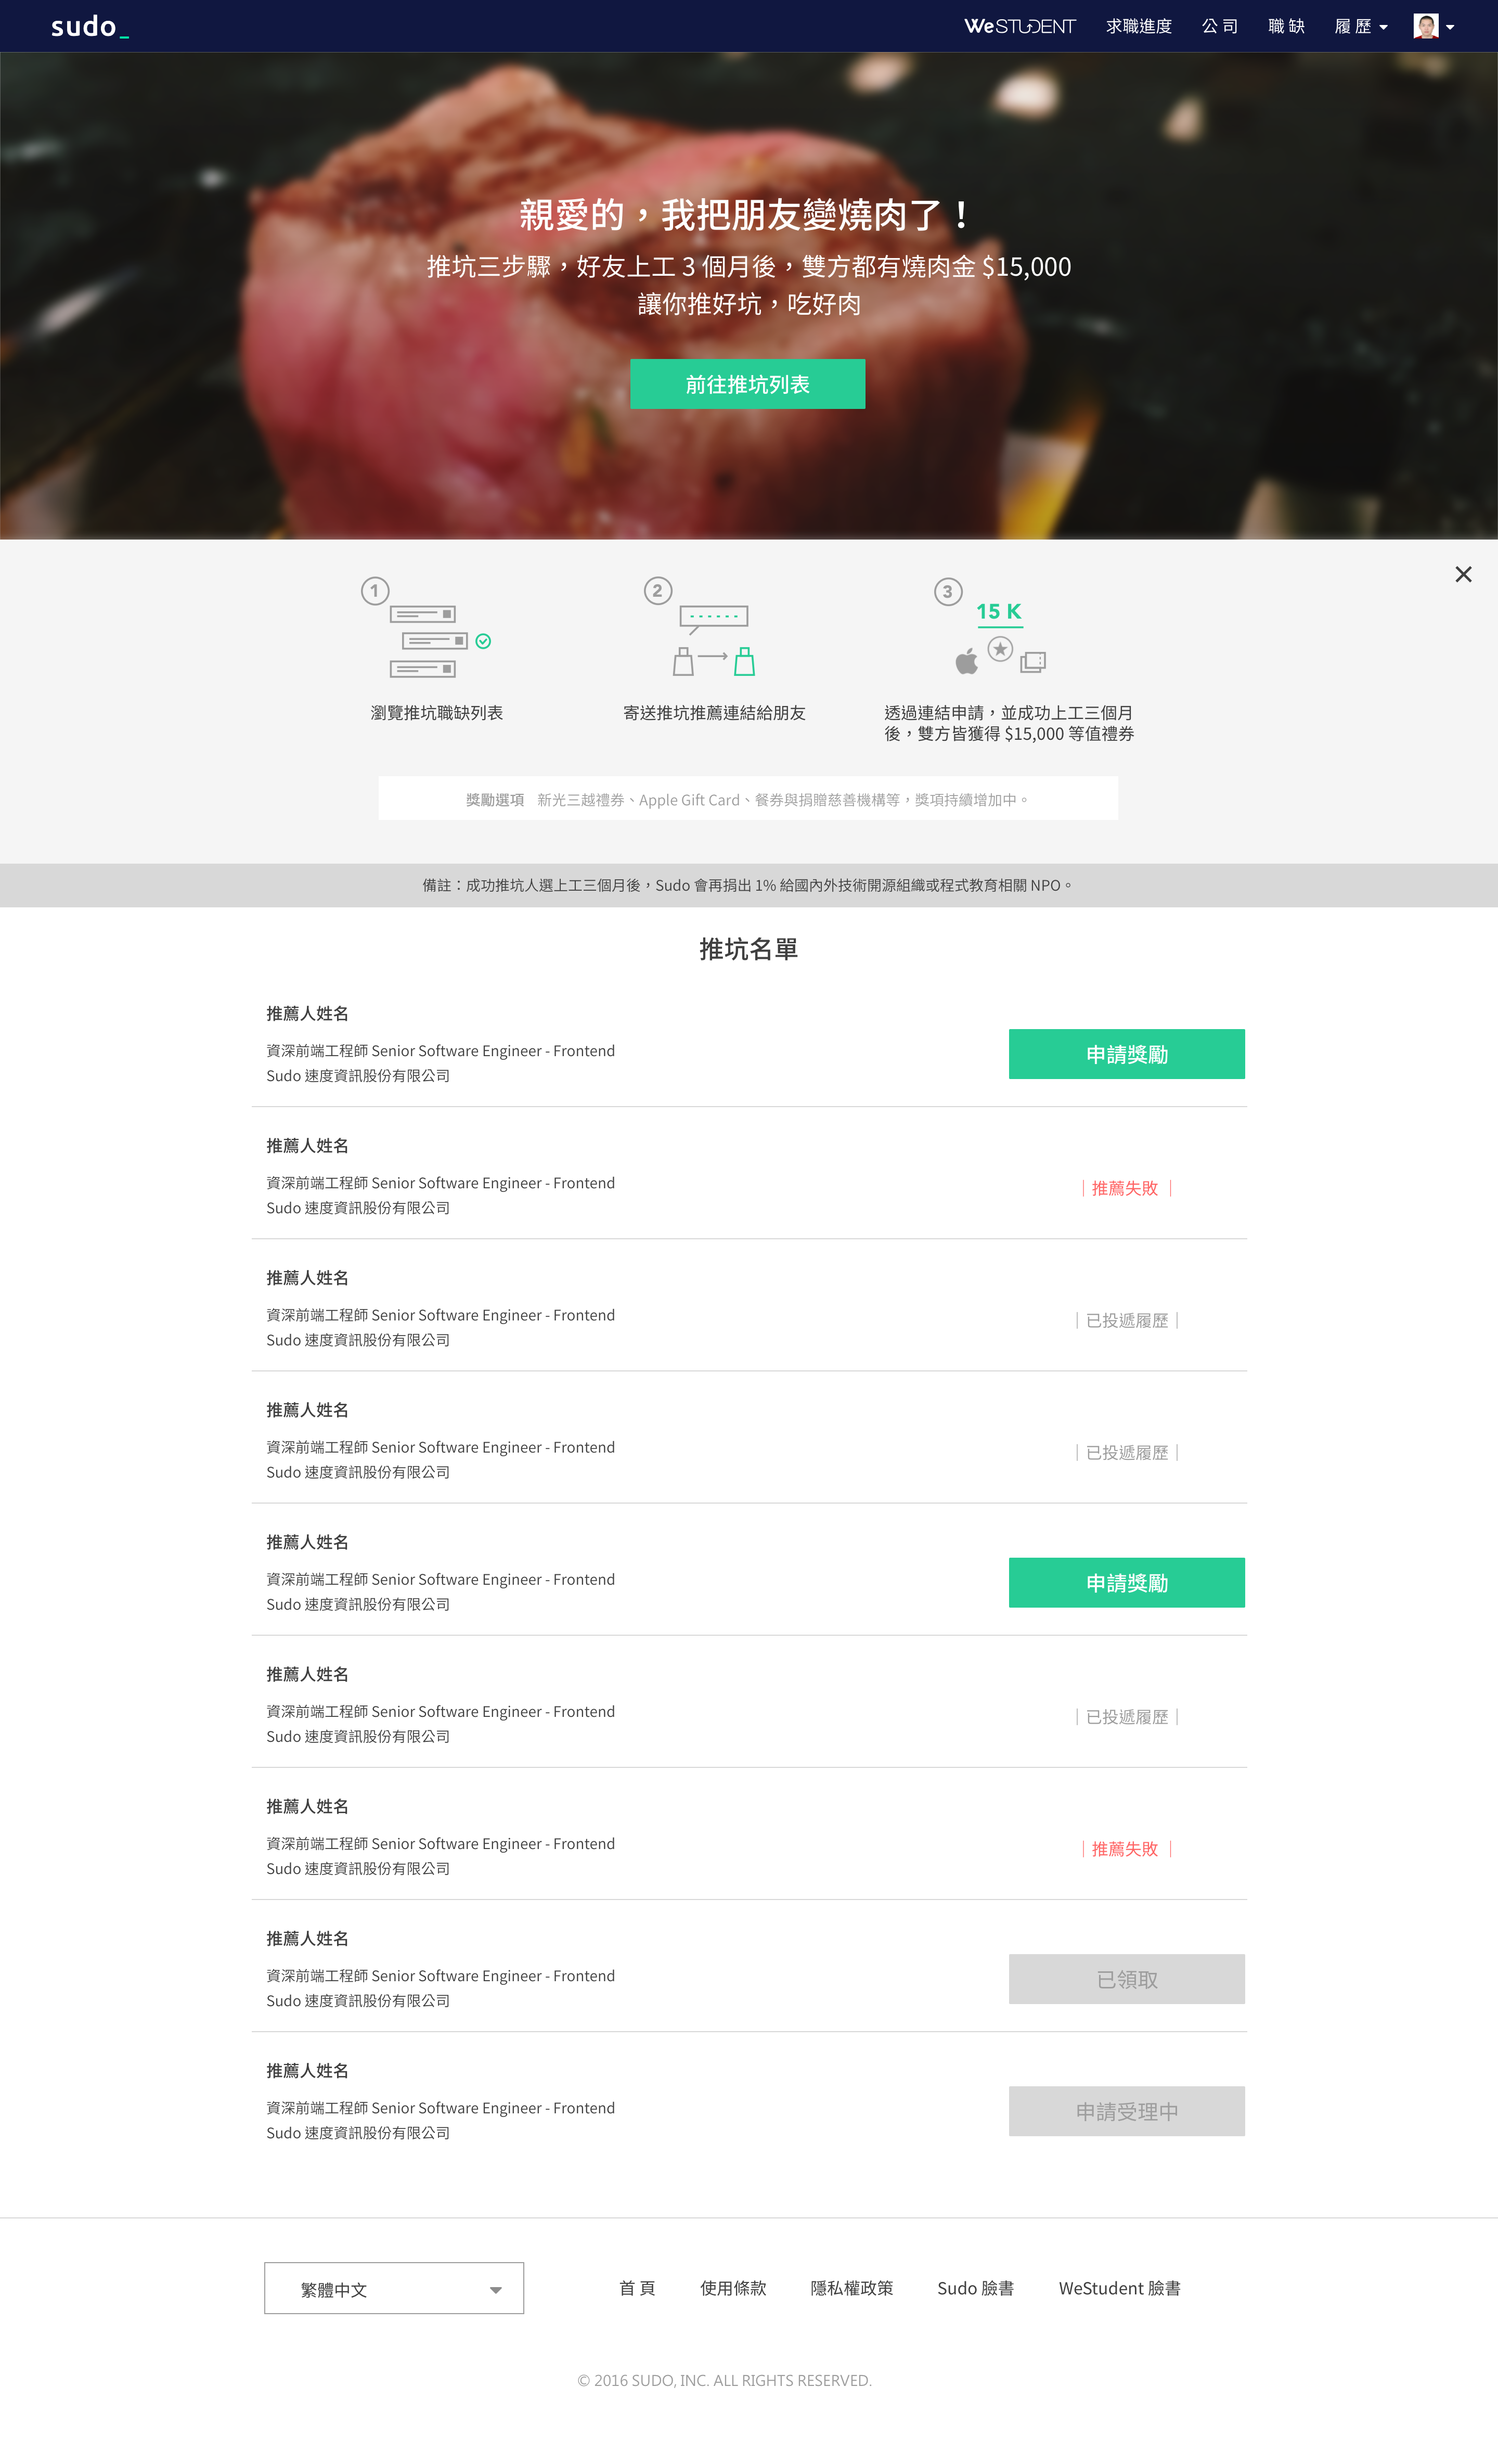 sudo_
WeSTUDENT 求職進度 公 司 職 缺 履 歷
親愛的，我把朋友變燒肉了！
推坑三步驟，好友上工 3 個月後，雙方都有燒肉金 $15,000
讓你推好坑，吃好肉
前往推坑列表
1
2
3
15 K
瀏覽推坑職缺列表
寄送推坑推薦連結給朋友
透過連結申請，並成功上工三個月
後，雙方皆獲得 $15,000 等值禮券
獎勵選項 新光三越禮券、Apple Gift Card、餐券與捐贈慈善機構等，獎項持續增加中。
備註：成功推坑人選上工三個月後，Sudo 會再捐出 1% 給國內外技術開源組織或程式教育相關 NPO。
推坑名單
推薦人姓名
資深前端工程師 Senior Software Engineer - Frontend
Sudo 速度資訊股份有限公司
申請獎勵
推薦人姓名
資深前端工程師 Senior Software Engineer - Frontend
Sudo 速度資訊股份有限公司
｜推薦失敗 ｜
推薦人姓名
資深前端工程師 Senior Software Engineer - Frontend
Sudo 速度資訊股份有限公司
｜已投遞履歷｜
推薦人姓名
資深前端工程師 Senior Software Engineer - Frontend
Sudo 速度資訊股份有限公司
｜已投遞履歷｜
推薦人姓名
資深前端工程師 Senior Software Engineer - Frontend
Sudo 速度資訊股份有限公司
申請獎勵
推薦人姓名
資深前端工程師 Senior Software Engineer - Frontend
Sudo 速度資訊股份有限公司
｜已投遞履歷｜
推薦人姓名
資深前端工程師 Senior Software Engineer - Frontend
Sudo 速度資訊股份有限公司
｜推薦失敗 ｜
推薦人姓名
資深前端工程師 Senior Software Engineer - Frontend
Sudo 速度資訊股份有限公司
已領取
推薦人姓名
資深前端工程師 Senior Software Engineer - Frontend
Sudo 速度資訊股份有限公司
申請受理中
繁體中文
首 頁 使用條款 隱私權政策 Sudo 臉書 WeStudent 臉書
© 2016 SUDO, INC. ALL RIGHTS RESERVED.